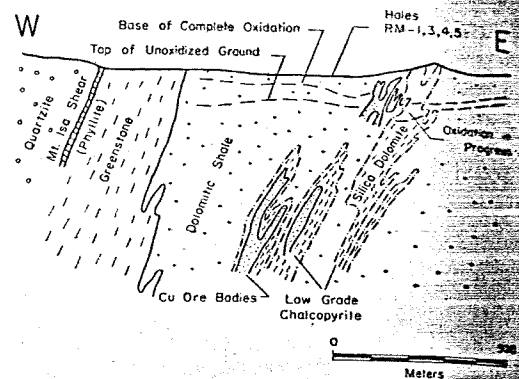 W
Base of Complete Oxidation
Top of Unoxidized Ground
Holes
RM-1,3,4,5
E
Quartzite
Mt. Isa Shear
(Phyllite)
Greenstone
Dolomitic Shale
Silica Dolomite
Oxidation in
Progress
Cu Ore Bodies
Low Grade
Chalcopyrite
0
Meters